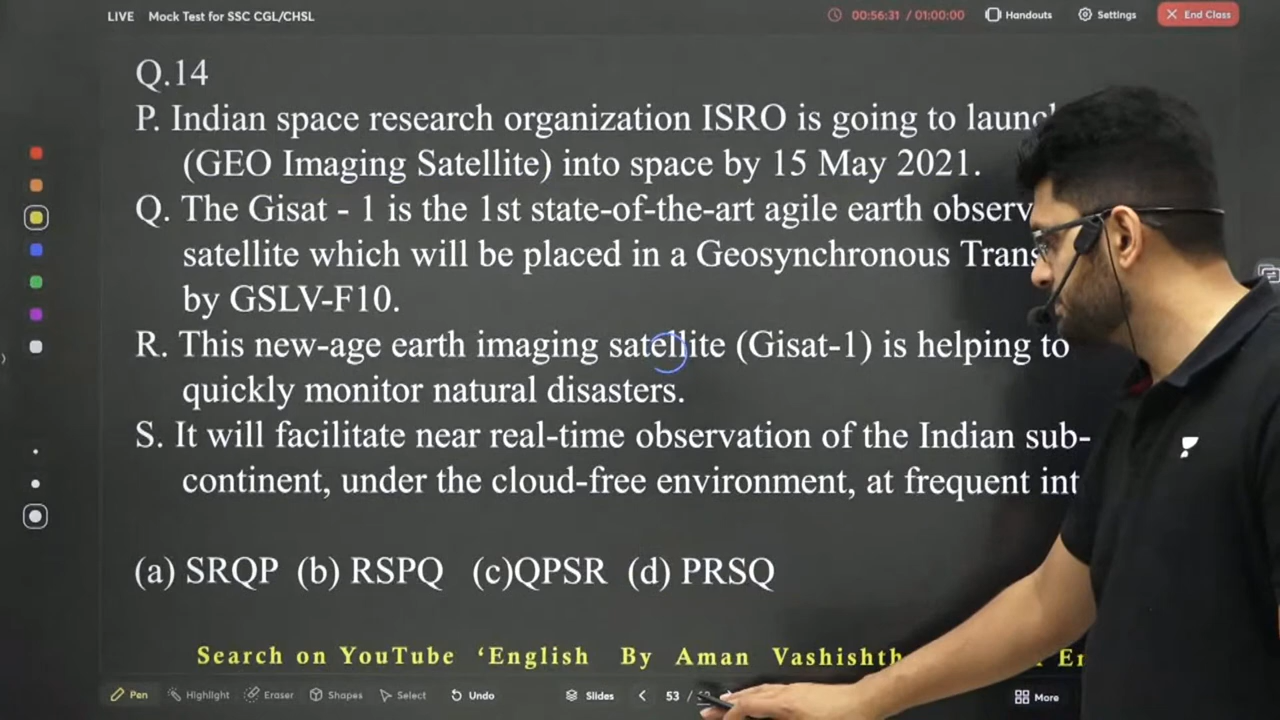 LIVE Mock Test for SSC CGL/CHSL 00:56:31 / 01:00:00 Handouts Settings End Class
Q.14
P. Indian space research organization ISRO is going to
(GEO Imaging Satellite) into space by 15 May 2021.
Q. The Gisat - 1 is the 1st state-of-the-art agile earth
satellite which will be placed in a Geosynchronous
by GSLV-F10.
R. This new-age earth imaging satellite (Gisat-1) is helping to
quickly monitor natural disasters.
S. It will facilitate near real-time observation of the Indian sub-
continent, under the cloud-free environment, at frequent
(a) SRQP (b) RSPQ (c)QPSR (d) PRSQ
Search on YouTube ‘English By Aman Vashishth
Pen Highlight Eraser Shapes Select Undo Slides 53 / More